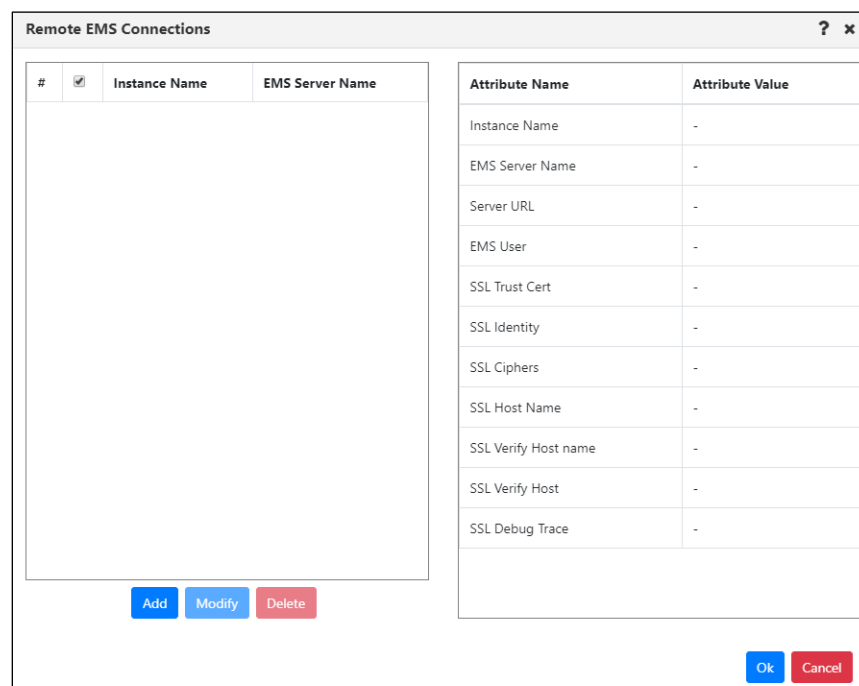 Remote EMS Connections ? ×
# Instance Name EMS Server Name
Attribute Name Attribute Value
Instance Name -
EMS Server Name -
Server URL -
EMS User -
SSL Trust Cert -
SSL Identity -
SSL Ciphers -
SSL Host Name -
SSL Verify Host name -
SSL Verify Host -
SSL Debug Trace -
Add Modify Delete
Ok Cancel